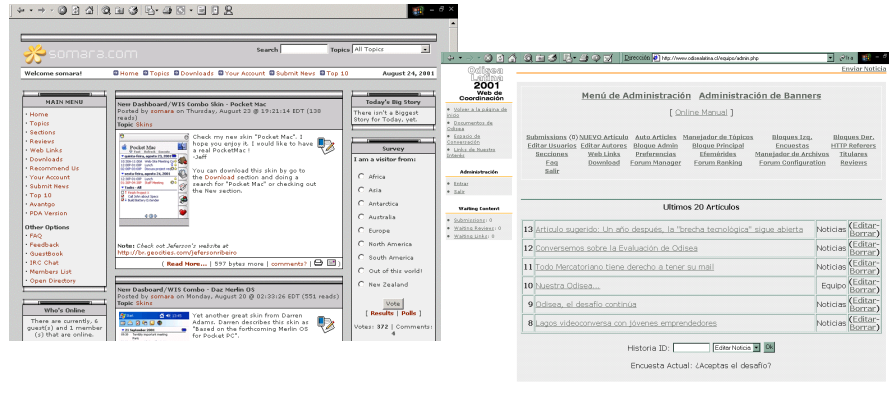 somara.com
Search
Topics All Topics
Welcome somara!
Home Topics Downloads Your Account Submit News Top 10
August 24, 2001
MAIN MENU
· Home
· Topics
· Sections
· Reviews
· Web Links
· Downloads
· Recommend Us
· Your Account
· Submit News
· Top 10
· Avantgo
· PDA Version
Other Options
· FAQ
· Feedback
· Guestbook
· IRC Chat
· Members List
· Open Directory
Who's Online
There are currently, 6
guest(s) and 1 member
(s) that are online.
New Dashboard/WIS Combo Skin - Pocket Mac
Posted by somara on Thursday, August 23 @ 19:21:14 EDT (138
reads)
Topic Skins
Pocket Mac
Check my new skin "Pocket Mac". I
hope you enjoy it. I would like to have
a real PocketMac !
-Jeff
You can download this skin by go to
the Download section and doing a
search for "Pocket Mac" or checking out
the New section.
Note: Check out Jeferson's website at
http://br.geocities.com/jefersonribeiro
( Read More... | 597 bytes more | comments? | )
New Dasboard/WIS Combo - Daz Merlin OS
Posted by somara on Monday, August 20 @ 02:33:26 EDT (551 reads)
Topic Skins
Yet another great skin from Darren
Adams. Darren describes this skin as
"Based on the forthcoming Merlin OS
for Pocket PC".
Today's Big Story
There isn't a Biggest
Story for Today, yet.
Survey
I am a visitor from:
Africa
Asia
Antarctica
Australia
Europe
North America
South America
Out of this world!
New Zealand
Vote
[ Results | Polls ]
Votes: 372 | Comments:
4
Dirección http://www.odisealatina.cl/equipo/admin.php
Odisea
Latina
2001
Web de
Coordinación
Volver a la página de
inicio
Documentos de
Odisea
Espacio de
Conversación
Links de Nuestro
Interés
Administración
Entrar
Salir
Waiting Content
Submissions: 0
Waiting Reviews: 0
Waiting Links: 0
Enviar Noticia
Menú de Administración Administración de Banners
[ Online Manual ]
Submissions (0) NUEVO Artículo Auto Articles Manejador de Tópicos Bloques Izq. Bloques Der.
Editar Usuarios Editar Autores Bloque Admin Bloque Principal Encuestas HTTP Referers
Secciones Web Links Preferencias Efemérides Manejador de Archivos Titulares
Faq Download Forum Manager Forum Ranking Forum Configuration Reviews
Salir
Ultimos 20 Artículos
13 Artículo sugerido: Un año después, la "brecha tecnológica" sigue abierta Noticias (Editar-Borrar)
12 Conversemos sobre la Evaluación de Odisea Noticias (Editar-Borrar)
11 Todo Mercatoriano tiene derecho a tener su mail Noticias (Editar-Borrar)
10 Nuestra Odisea... Equipo (Editar-Borrar)
9 Odisea, el desafío continúa Noticias (Editar-Borrar)
8 Lagos videoconversa con jóvenes emprendedores Noticias (Editar-Borrar)
Historia ID: Editar Noticia Ok
Encuesta Actual: ¿Aceptas el desafio?